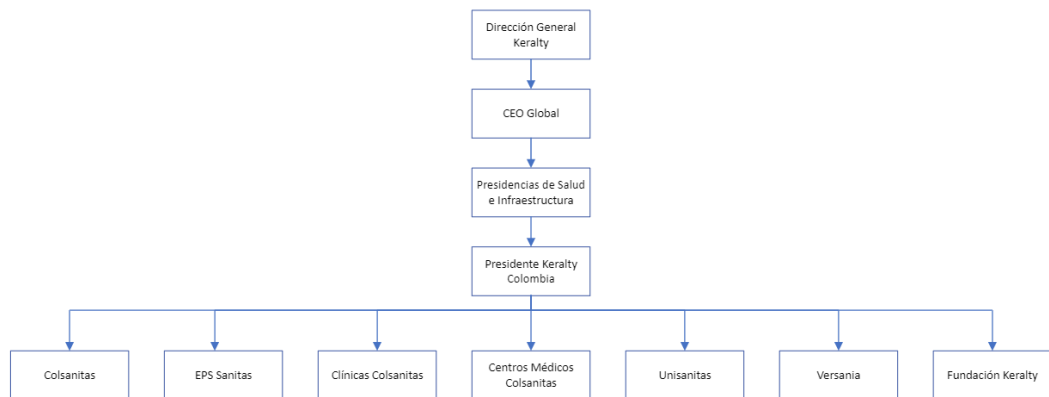 Dirección General
Keralty
CEO Global
Presidencias de Salud
e Infraestructura
Presidente Keralty
Colombia
Colsanitas
EPS Sanitas
Clínicas Colsanitas
Centros Médicos
Colsanitas
Unisanitas
Versania
Fundación Keralty